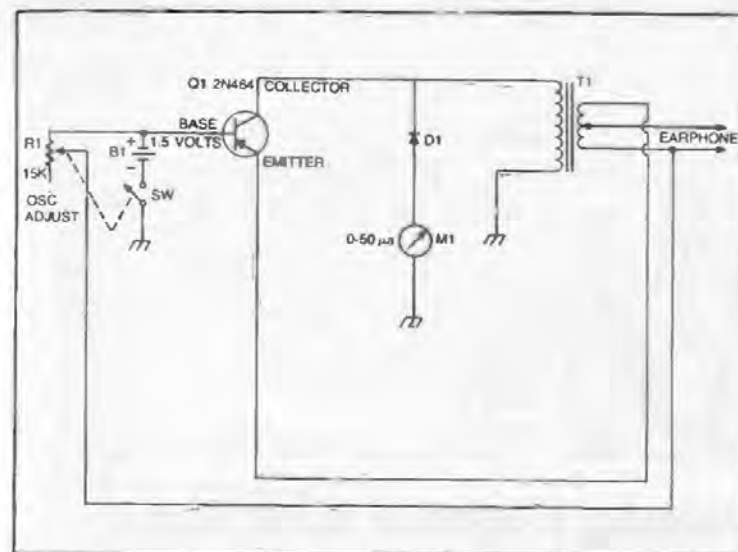 Q1 2N464 COLLECTOR
T1
BASE
+
1.5 VOLTS
R1
B1
-
D1
EARPHONE
EMITTER
15K
SW
OSC
ADJUST
0-50 µa
M1